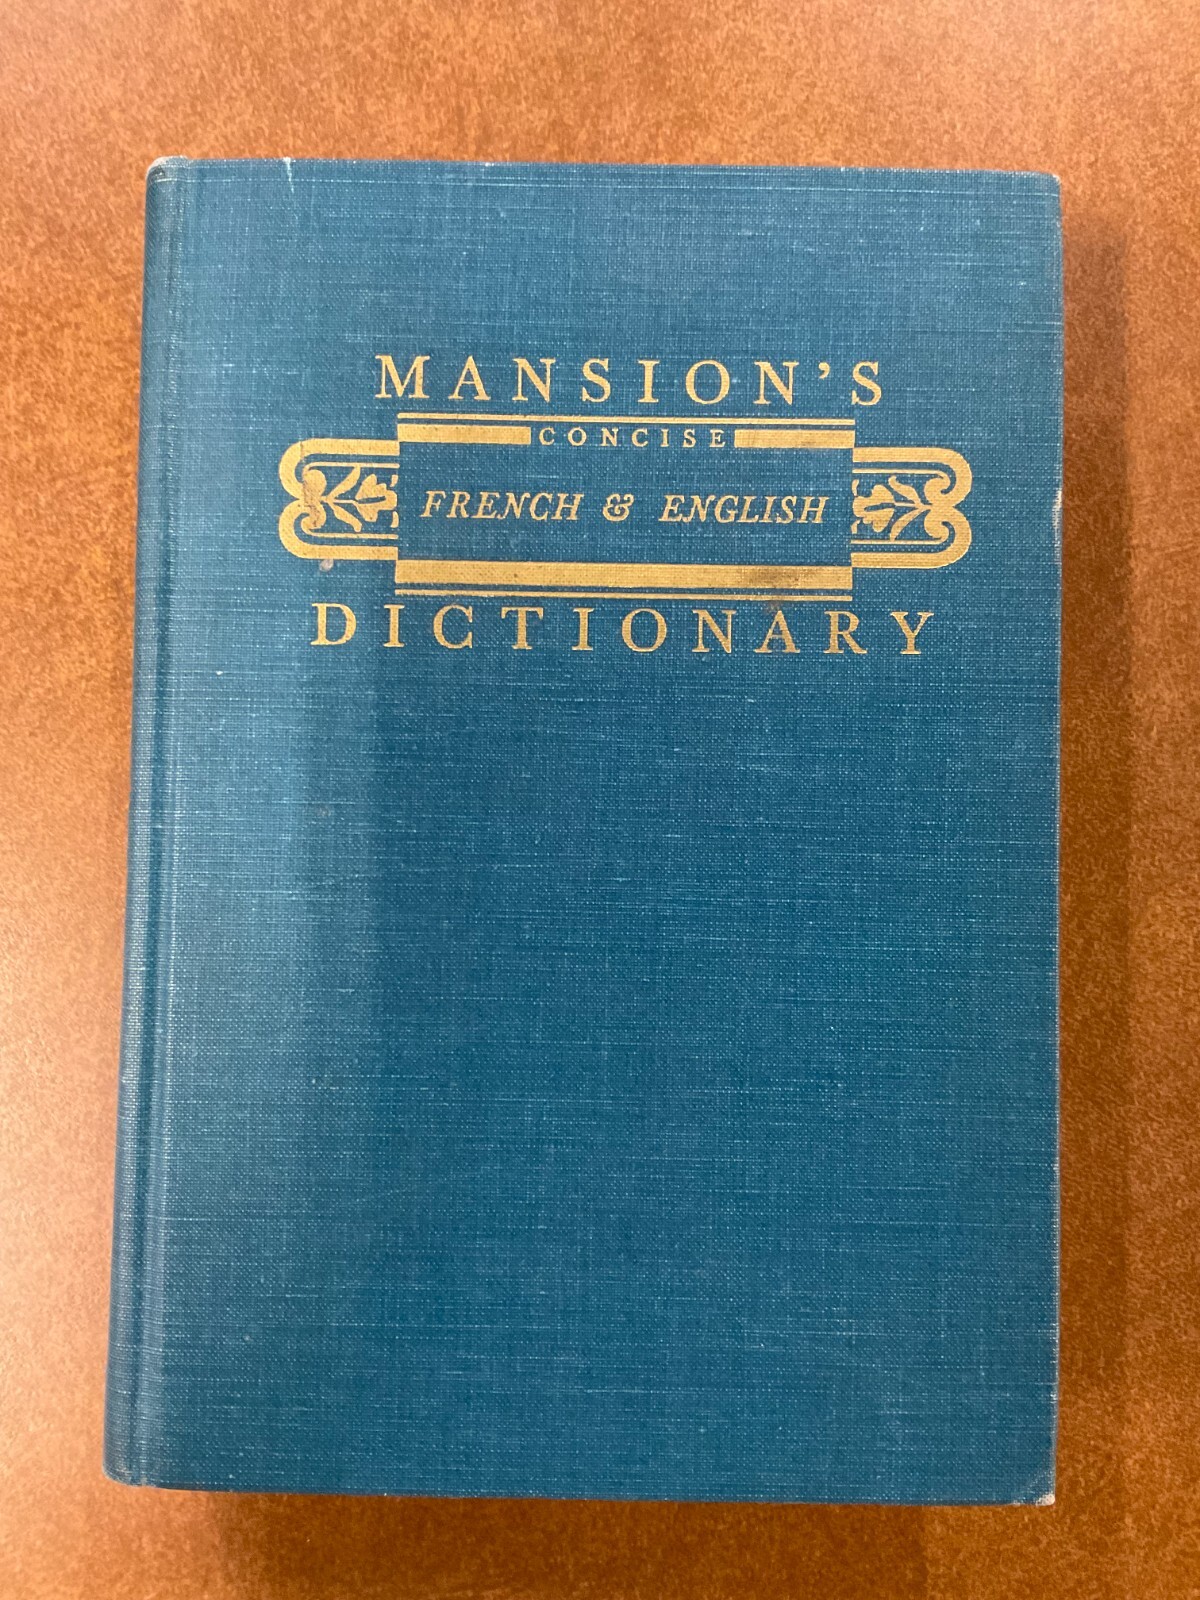 MANSION'S
CONCISE
FRENCH & ENGLISH
DICTIONARY